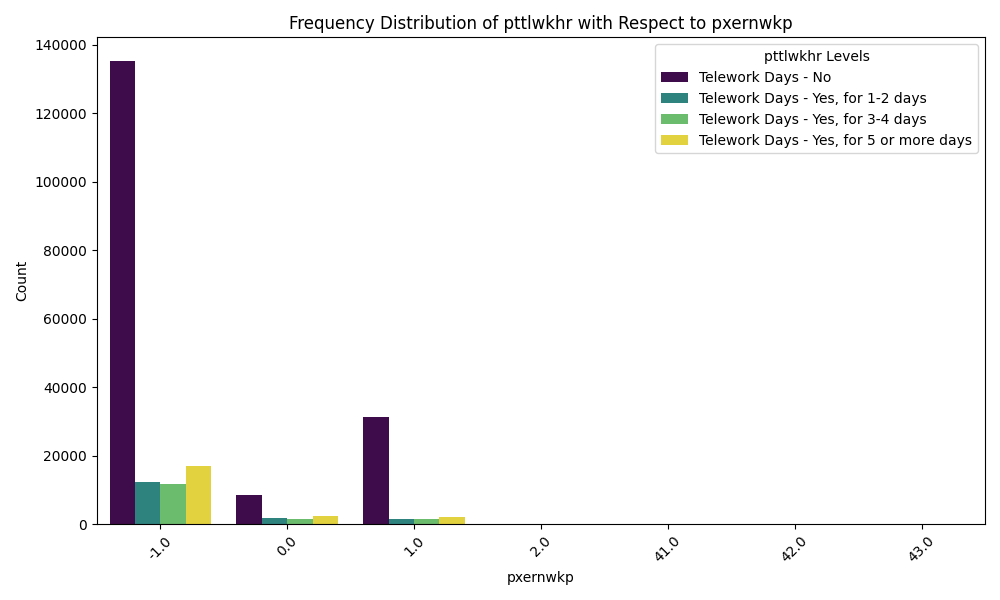 Frequency Distribution of pttlwkhr with Respect to pxernwkp
pttlwkhr Levels
Telework Days - No
Telework Days - Yes, for 1-2 days
Telework Days - Yes, for 3-4 days
Telework Days - Yes, for 5 or more days
Count
140000
120000
100000
80000
60000
40000
20000
0
-1.0
0.0
1.0
2.0
41.0
42.0
43.0
pxernwkp